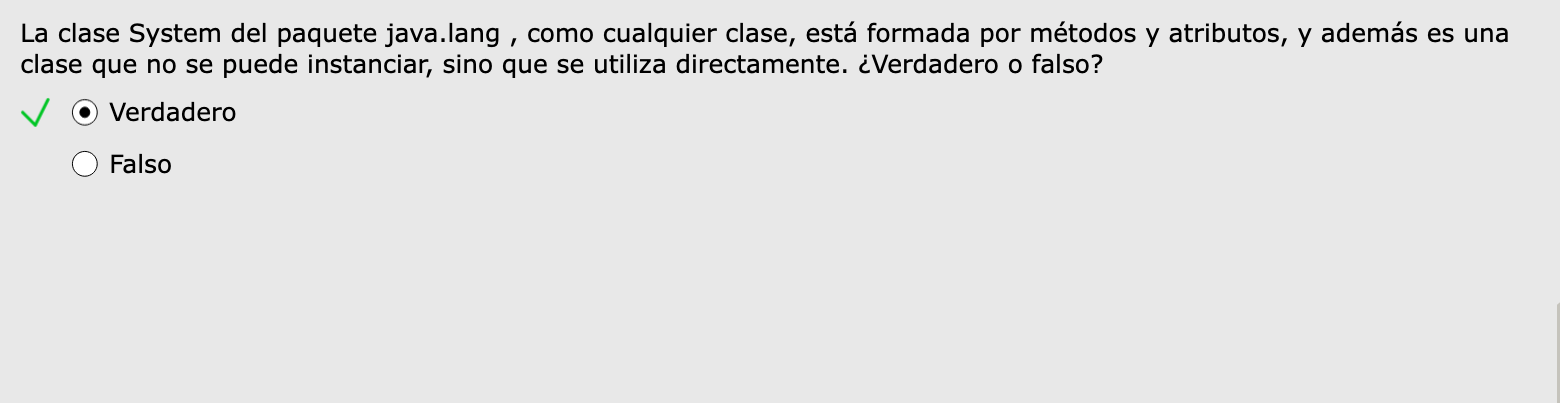 La clase System del paquete java.lang , como cualquier clase, está formada por métodos y atributos, y además es una
clase que no se puede instanciar, sino que se utiliza directamente. ¿Verdadero o falso?
Verdadero
Falso